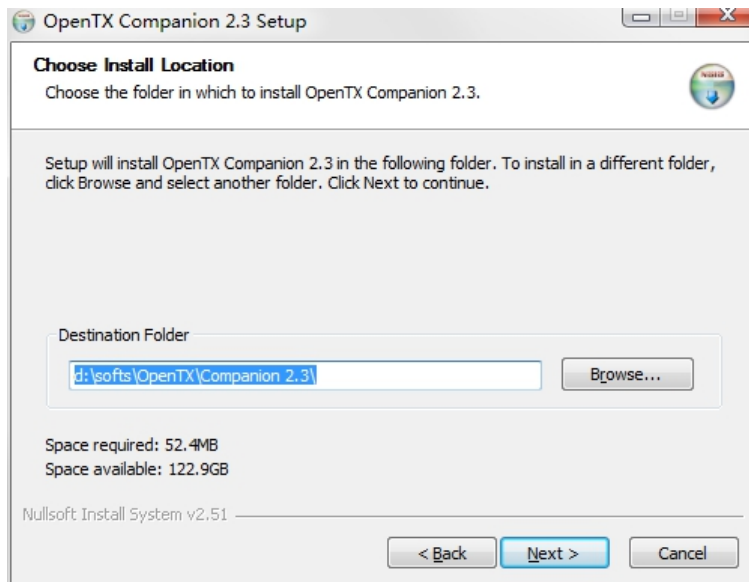 OpenTX Companion 2.3 Setup
Choose Install Location
Choose the folder in which to install OpenTX Companion 2.3.
Setup will install OpenTX Companion 2.3 in the following folder. To install in a different folder,
click Browse and select another folder. Click Next to continue.
Destination Folder
d:\softs\OpenTX\Companion 2.3\
Browse...
Space required: 52.4MB
Space available: 122.9GB
Nullsoft Install System v2.51
< Back
Next >
Cancel